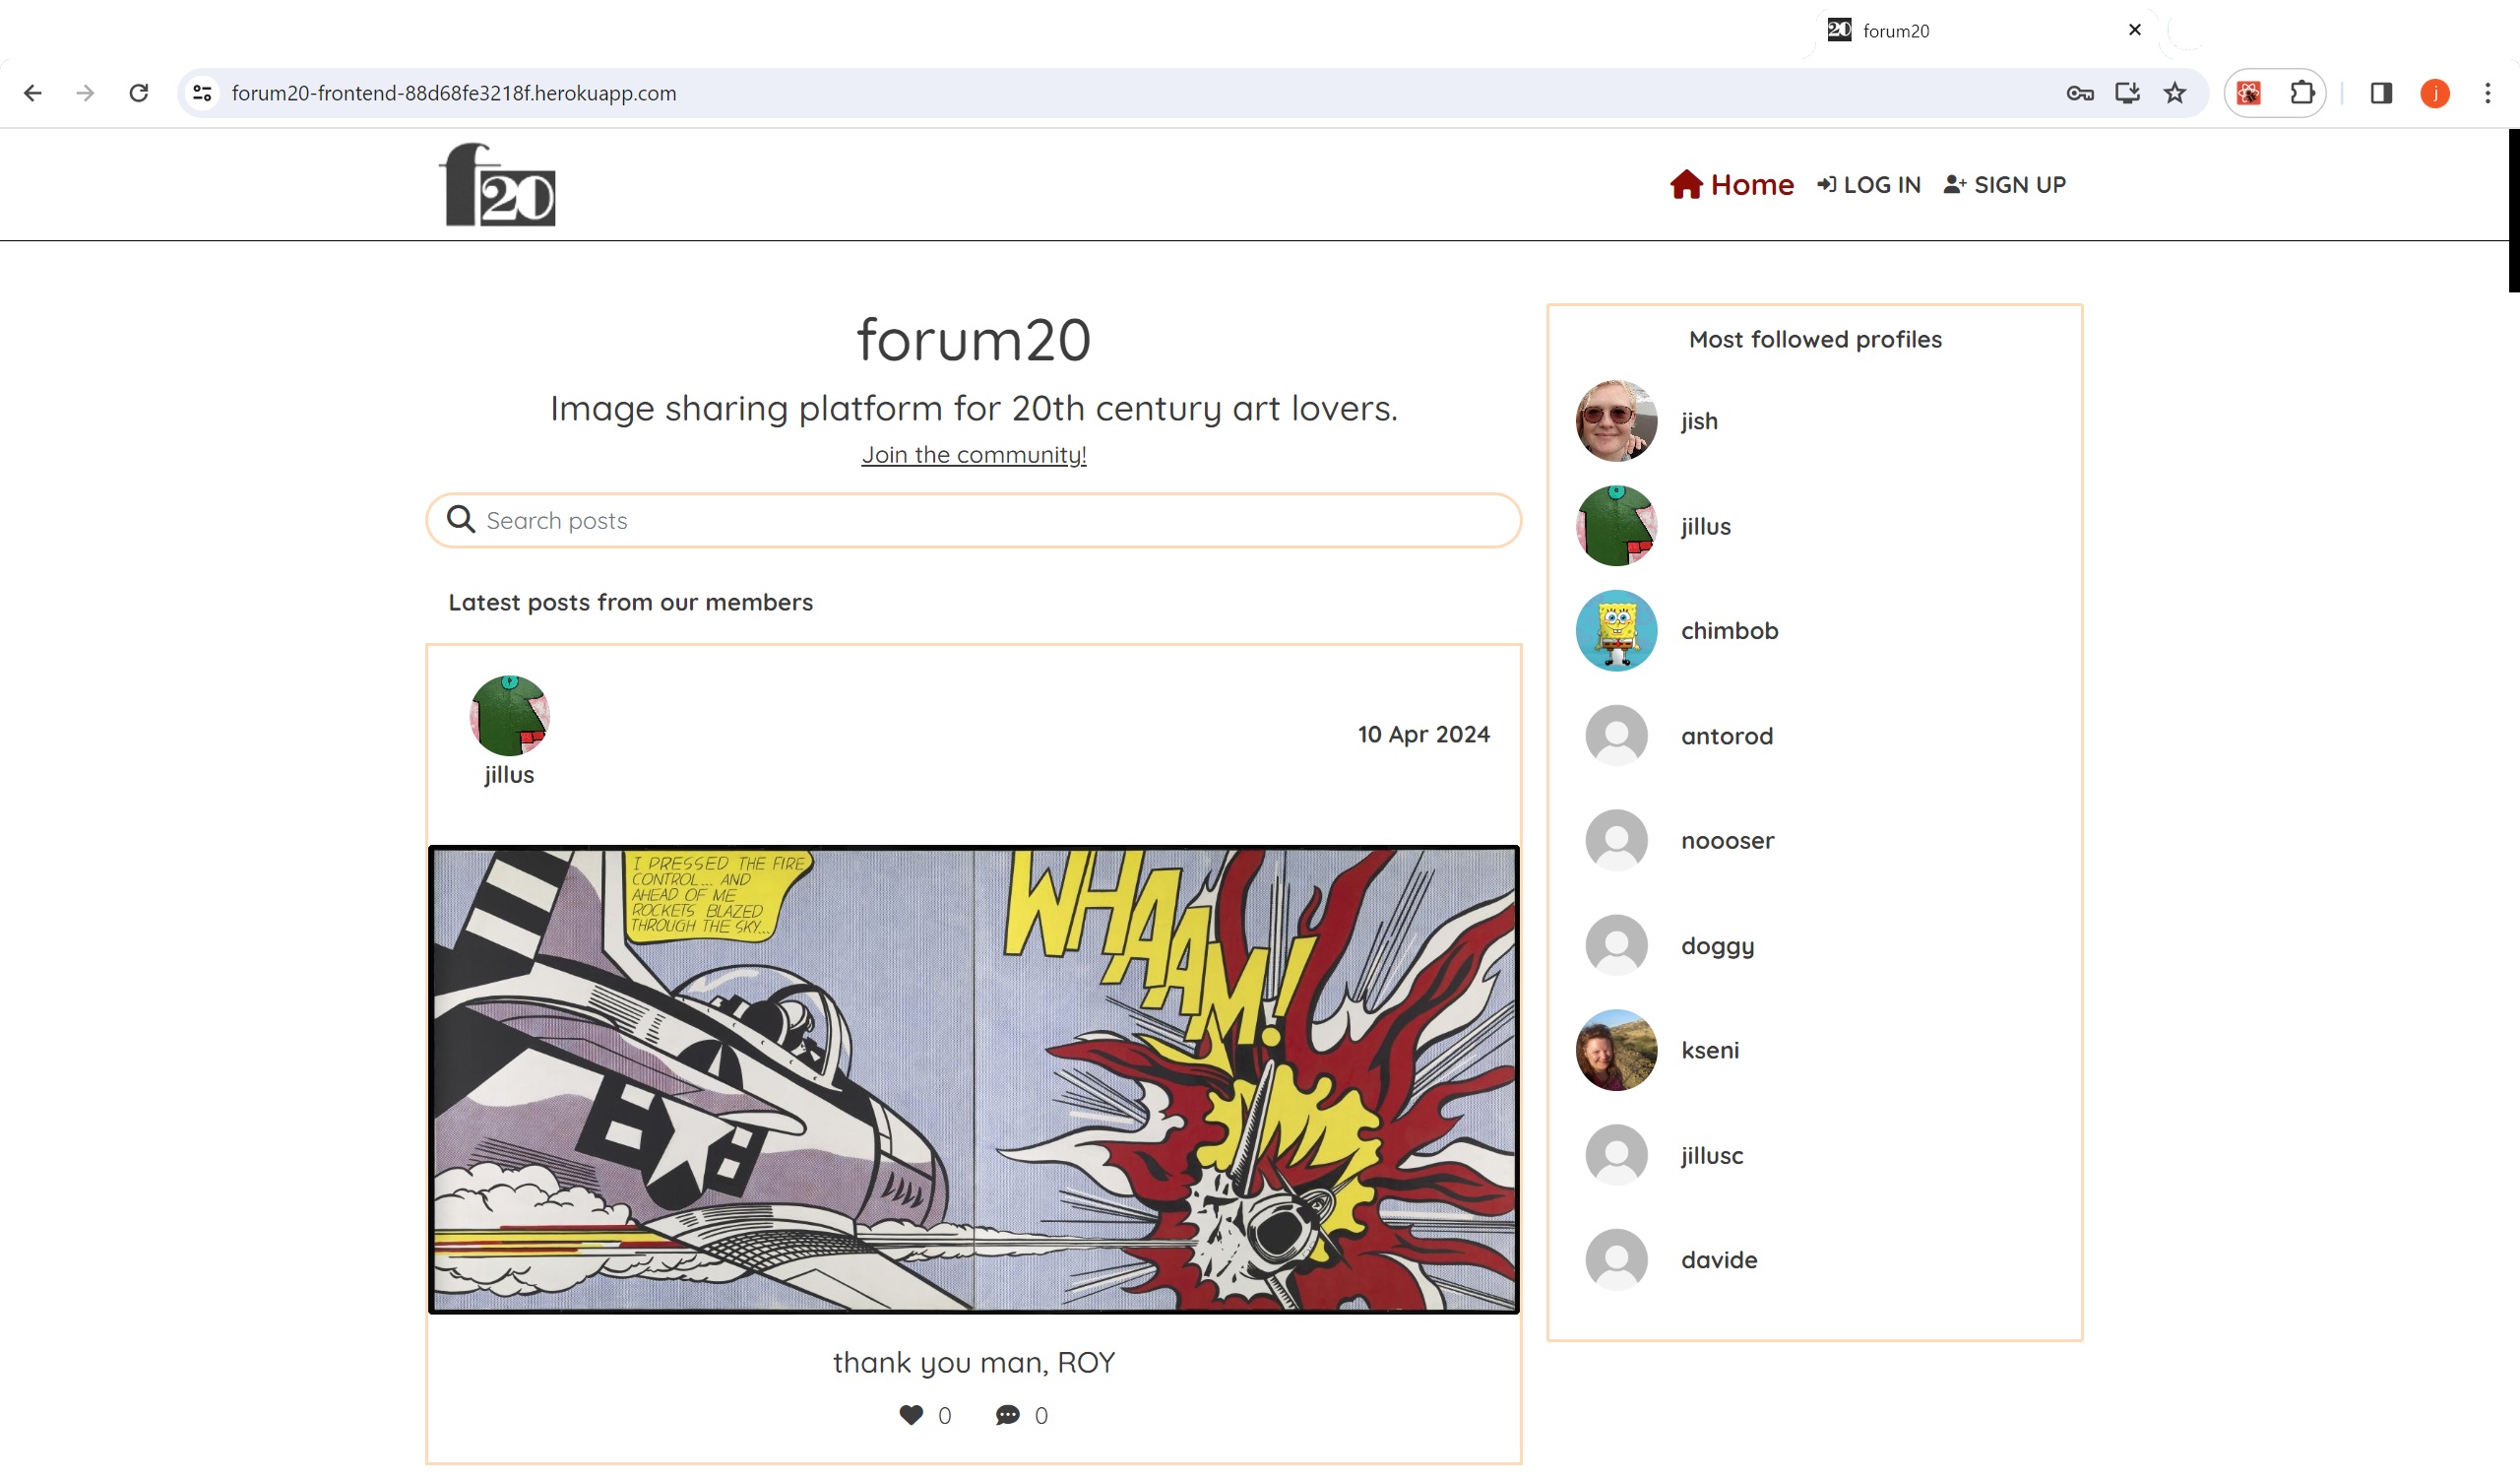 20 forum20
forum20-frontend-88d68fe3218f.herokuapp.com
j
f20
Home LOG IN SIGN UP
forum20
Image sharing platform for 20th century art lovers.
Join the community!
Search posts
Latest posts from our members
jillus
10 Apr 2024
I PRESSED THE FIRE
CONTROL... AND
AHEAD OF ME
ROCKETS BLAZED
THROUGH THE SKY...
WHAAM!
thank you man, ROY
0 0
Most followed profiles
jish
jillus
chimbob
antorod
noooser
doggy
kseni
jillusc
davide